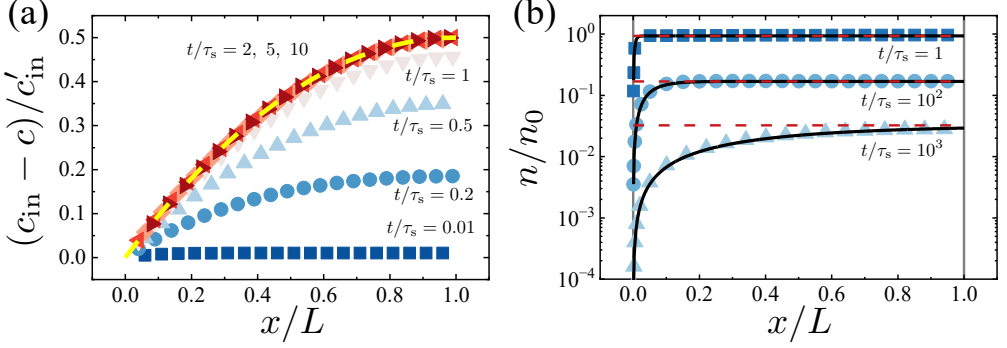 (a)
(c_in − c)/c′_in
0.5
0.4
0.3
0.2
0.1
0.0
t/τ_s = 2, 5, 10
t/τ_s = 1
t/τ_s = 0.5
t/τ_s = 0.2
t/τ_s = 0.01
0.0 0.2 0.4 0.6 0.8 1.0
x/L
(b)
n/n_0
10^0
10^−1
10^−2
10^−3
10^−4
t/τ_s = 1
t/τ_s = 10^2
t/τ_s = 10^3
0.0 0.2 0.4 0.6 0.8 1.0
x/L